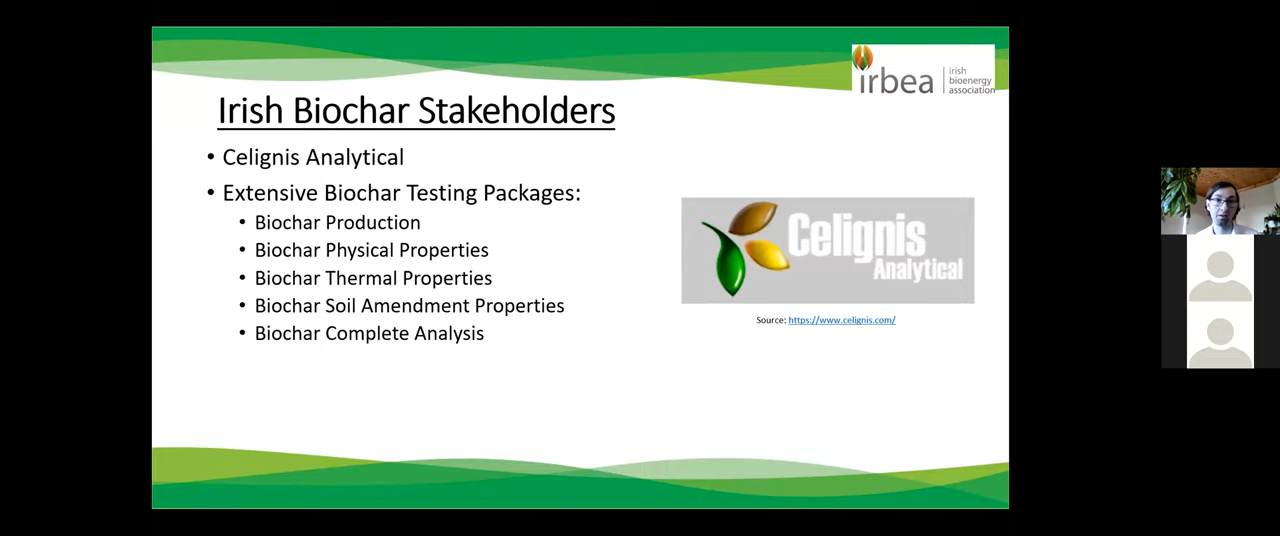 irbea
irish
bioenergy
association
Irish Biochar Stakeholders
• Celignis Analytical
• Extensive Biochar Testing Packages:
• Biochar Production
• Biochar Physical Properties
• Biochar Thermal Properties
• Biochar Soil Amendment Properties
• Biochar Complete Analysis
Celignis
Analytical
Source: https://www.celignis.com/